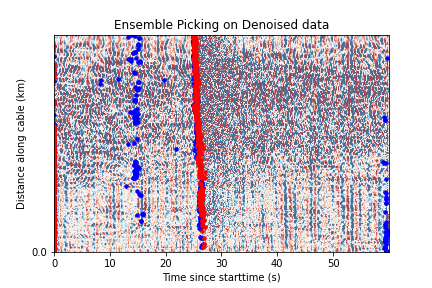 Ensemble Picking on Denoised data
Distance along cable (km)
0.0
0 10 20 30 40 50
Time since starttime (s)